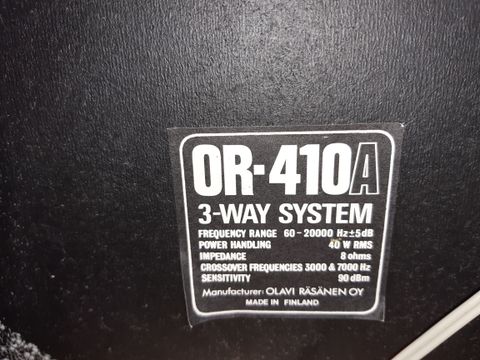 OR-410A
3-WAY SYSTEM
FREQUENCY RANGE 60-20000 Hz±5dB
POWER HANDLING 40 W RMS
IMPEDANCE 8 ohms
CROSSOVER FREQUENCIES 3000 & 7000 Hz
SENSITIVITY 90 dBm
Manufacturer: OLAVI RÄSÄNEN OY
MADE IN FINLAND